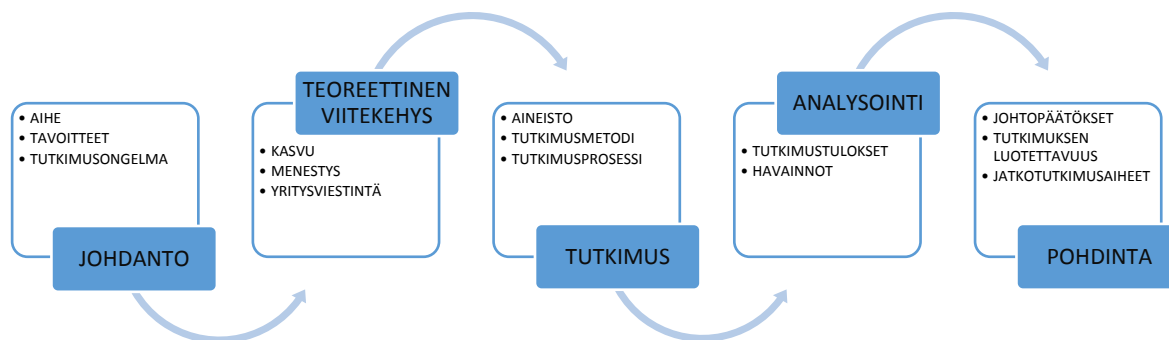 • AIHE
• TAVOITTEET
• TUTKIMUSONGELMA
JOHDANTO
TEOREETTINEN
VIITEKEHYS
• KASVU
• MENESTYS
• YRITYSVIESTINTÄ
• AINEISTO
• TUTKIMUSMETODI
• TUTKIMUSPROSESSI
TUTKIMUS
ANALYSOINTI
• TUTKIMUSTULOKSET
• HAVAINNOT
• JOHTOPÄÄTÖKSET
• TUTKIMUKSEN
LUOTETTAVUUS
• JATKOTUTKIMUSAIHEET
POHDINTA